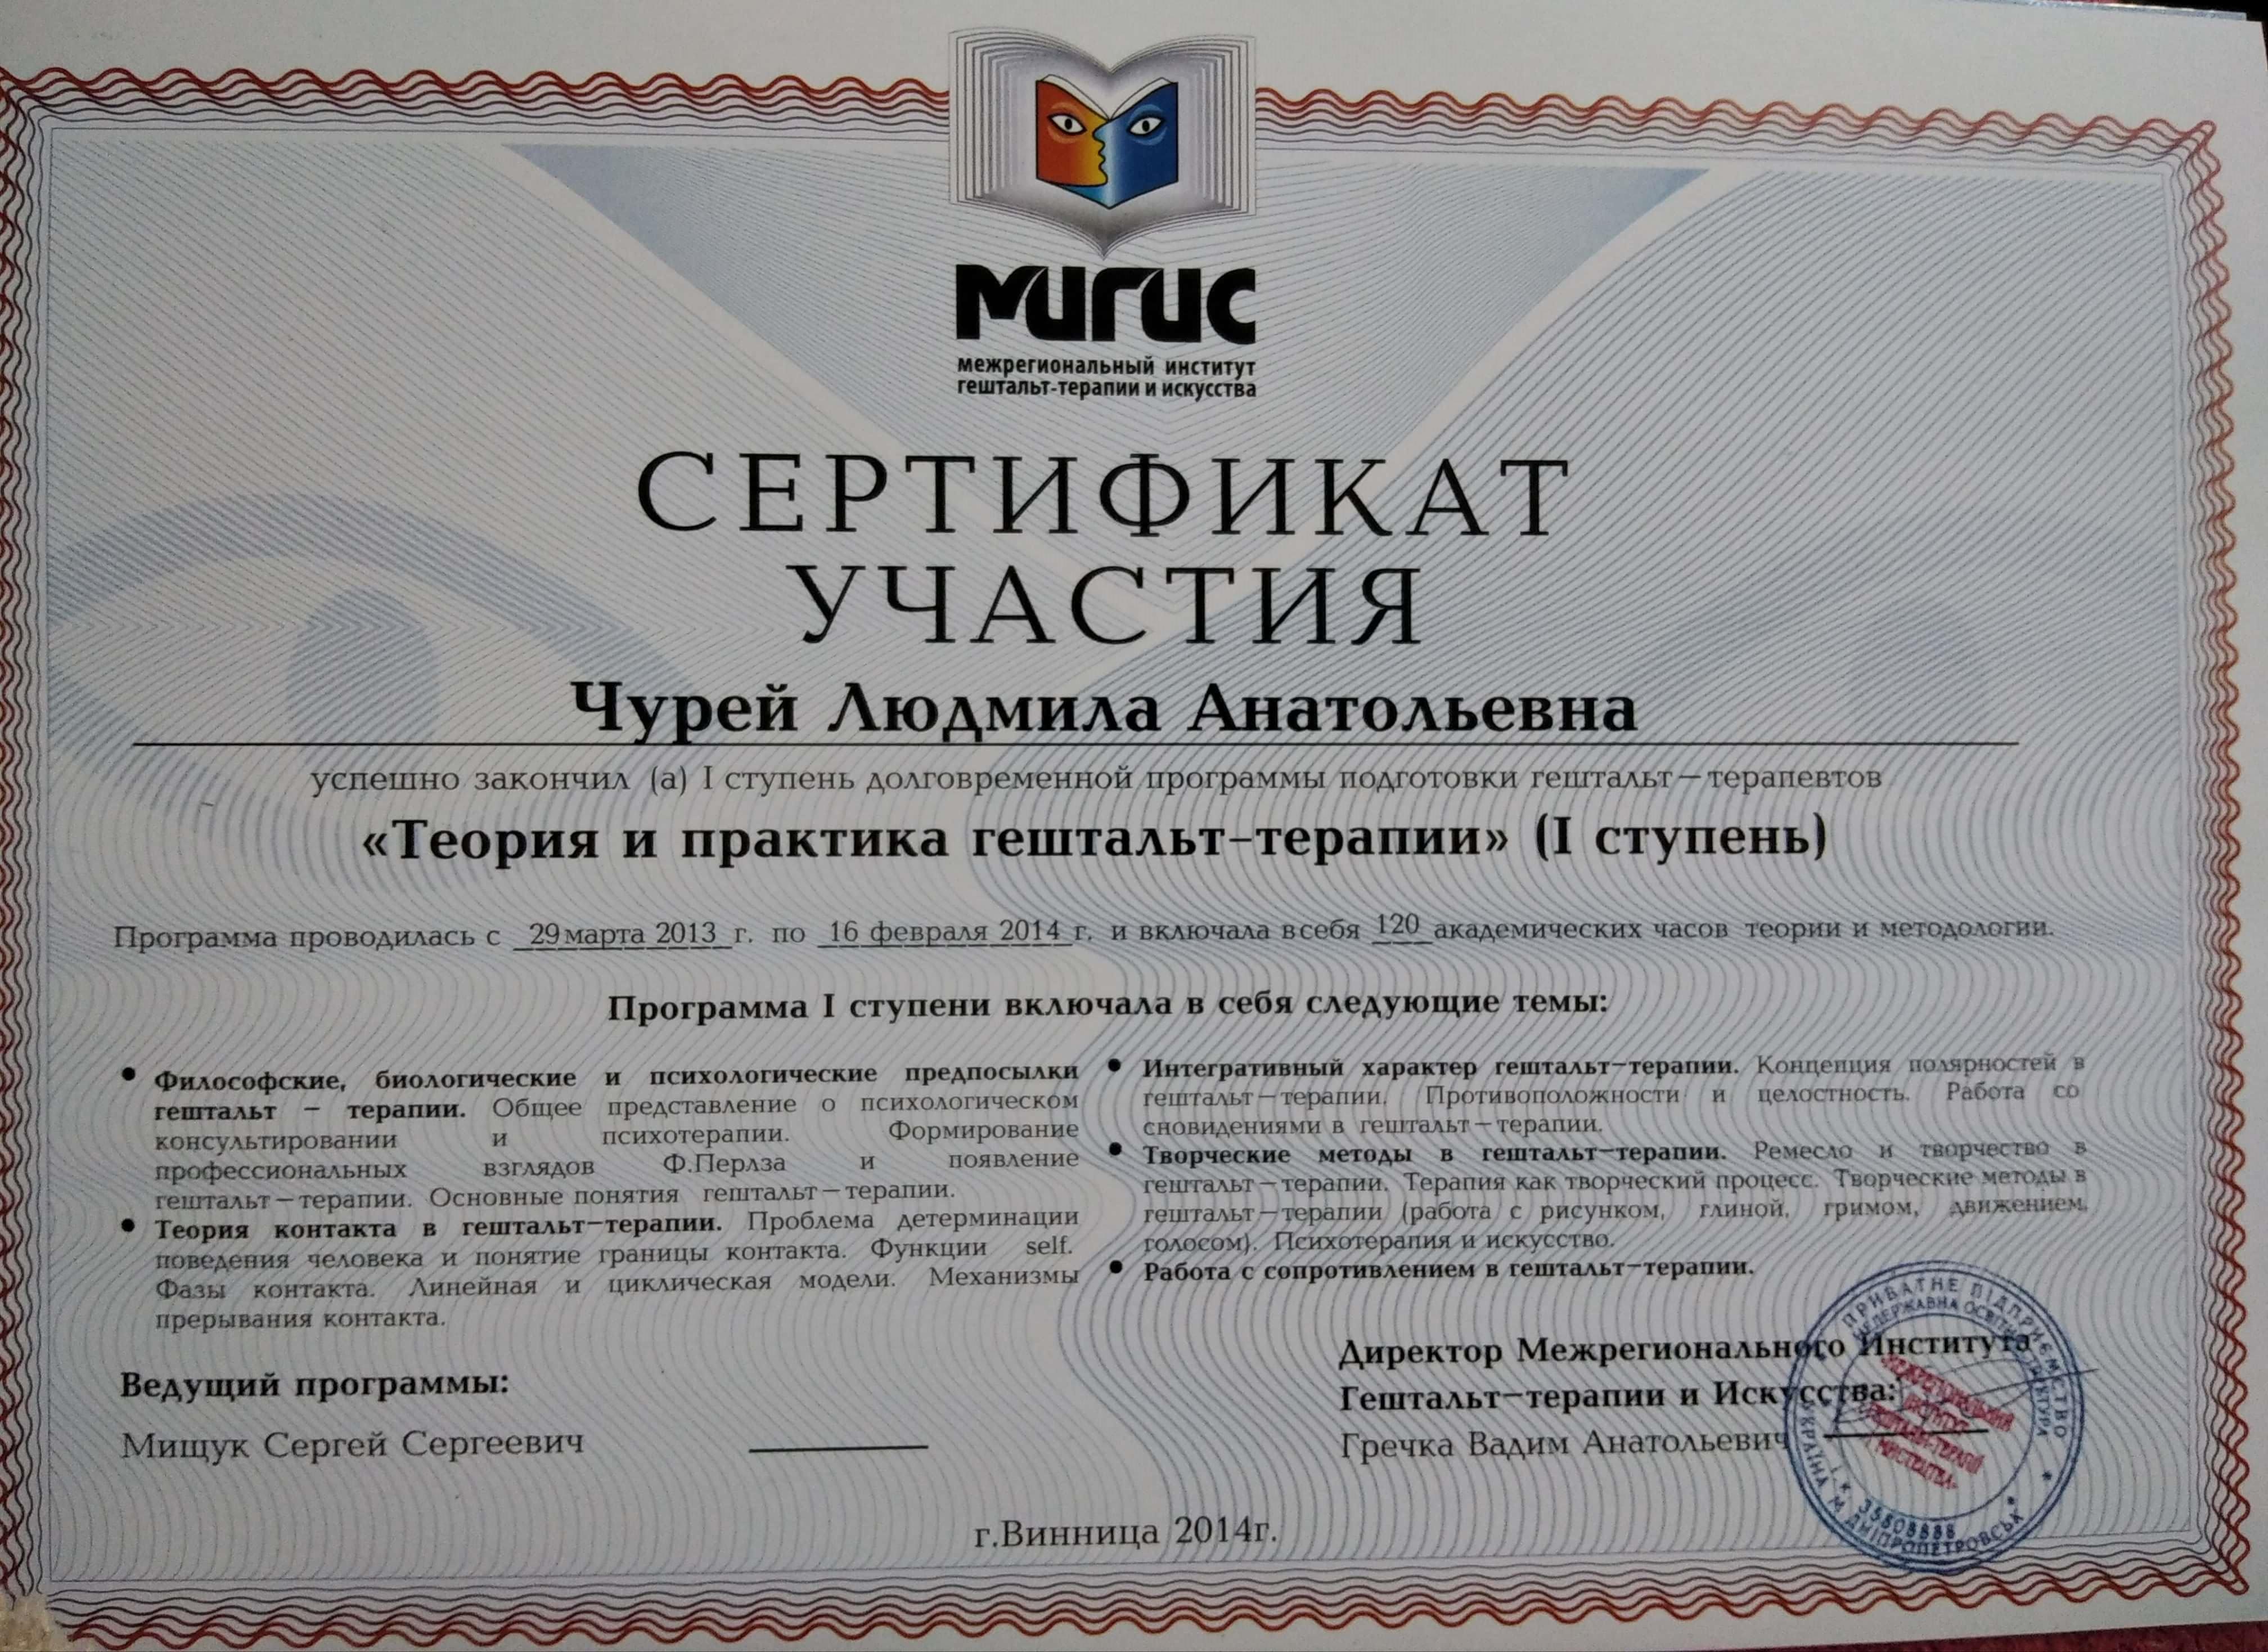 МИГИС
межрегиональный институт
гештальт-терапии и искусства
СЕРТИФИКАТ
УЧАСТИЯ
Чурей Людмила Анатольевна
успешно закончил (а) I ступень долговременной программы подготовки гештальт-терапевтов
«Теория и практика гештальт-терапии» (I ступень)
Программа проводилась с 29 марта 2013 г. по 16 февраля 2014 г. и включала всебя 120 академических часов теории и методологии.
Программа I ступени включала в себя следующие темы:
• Философские, биологические и психологические предпосылки
гештальт – терапии. Общее представление о психологическом
консультировании и психотерапии. Формирование
профессиональных взглядов Ф.Перлза и появление
гештальт-терапии. Основные понятия гештальт-терапии.
• Теория контакта в гештальт-терапии. Проблема детерминации
поведения человека и понятие границы контакта. Функции self.
Фазы контакта. Линейная и циклическая модели. Механизмы
прерывания контакта.
• Интегративный характер гештальт-терапии. Концепция полярностей в
гештальт-терапии. Противоположности и целостность. Работа со
сновидениями в гештальт-терапии.
• Творческие методы в гештальт-терапии. Ремесло и творчество в
гештальт-терапии. Терапия как творческий процесс. Творческие методы в
гештальт-терапии (работа с рисунком, глиной, гримом, движением,
голосом). Психотерапия и искусство.
• Работа с сопротивлением в гештальт-терапии.
Ведущий программы:
Мищук Сергей Сергеевич
Директор Межрегионального Института
Гештальт-терапии и Искусства:
Гречка Вадим Анатольевич
г.Винница 2014г.
ПРИВАТНЕ ПІДПРИЄМСТВО
УКРАЇНА М. ДНІПРОПЕТРОВСЬК